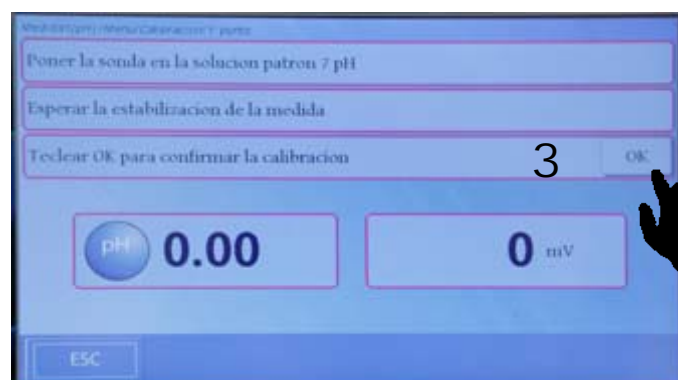 Poner la sonda en la solucion patron 7 pH
Esperar la estabilizacion de la medida
Teclear OK para confirmar la calibracion
3
OK
pH 0.00
0 mV
ESC